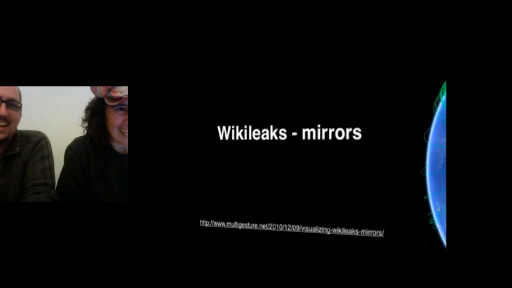 Wikileaks - mirrors
http://www.multigesture.net/2010/12/09/visualizing-wikileaks-mirrors/